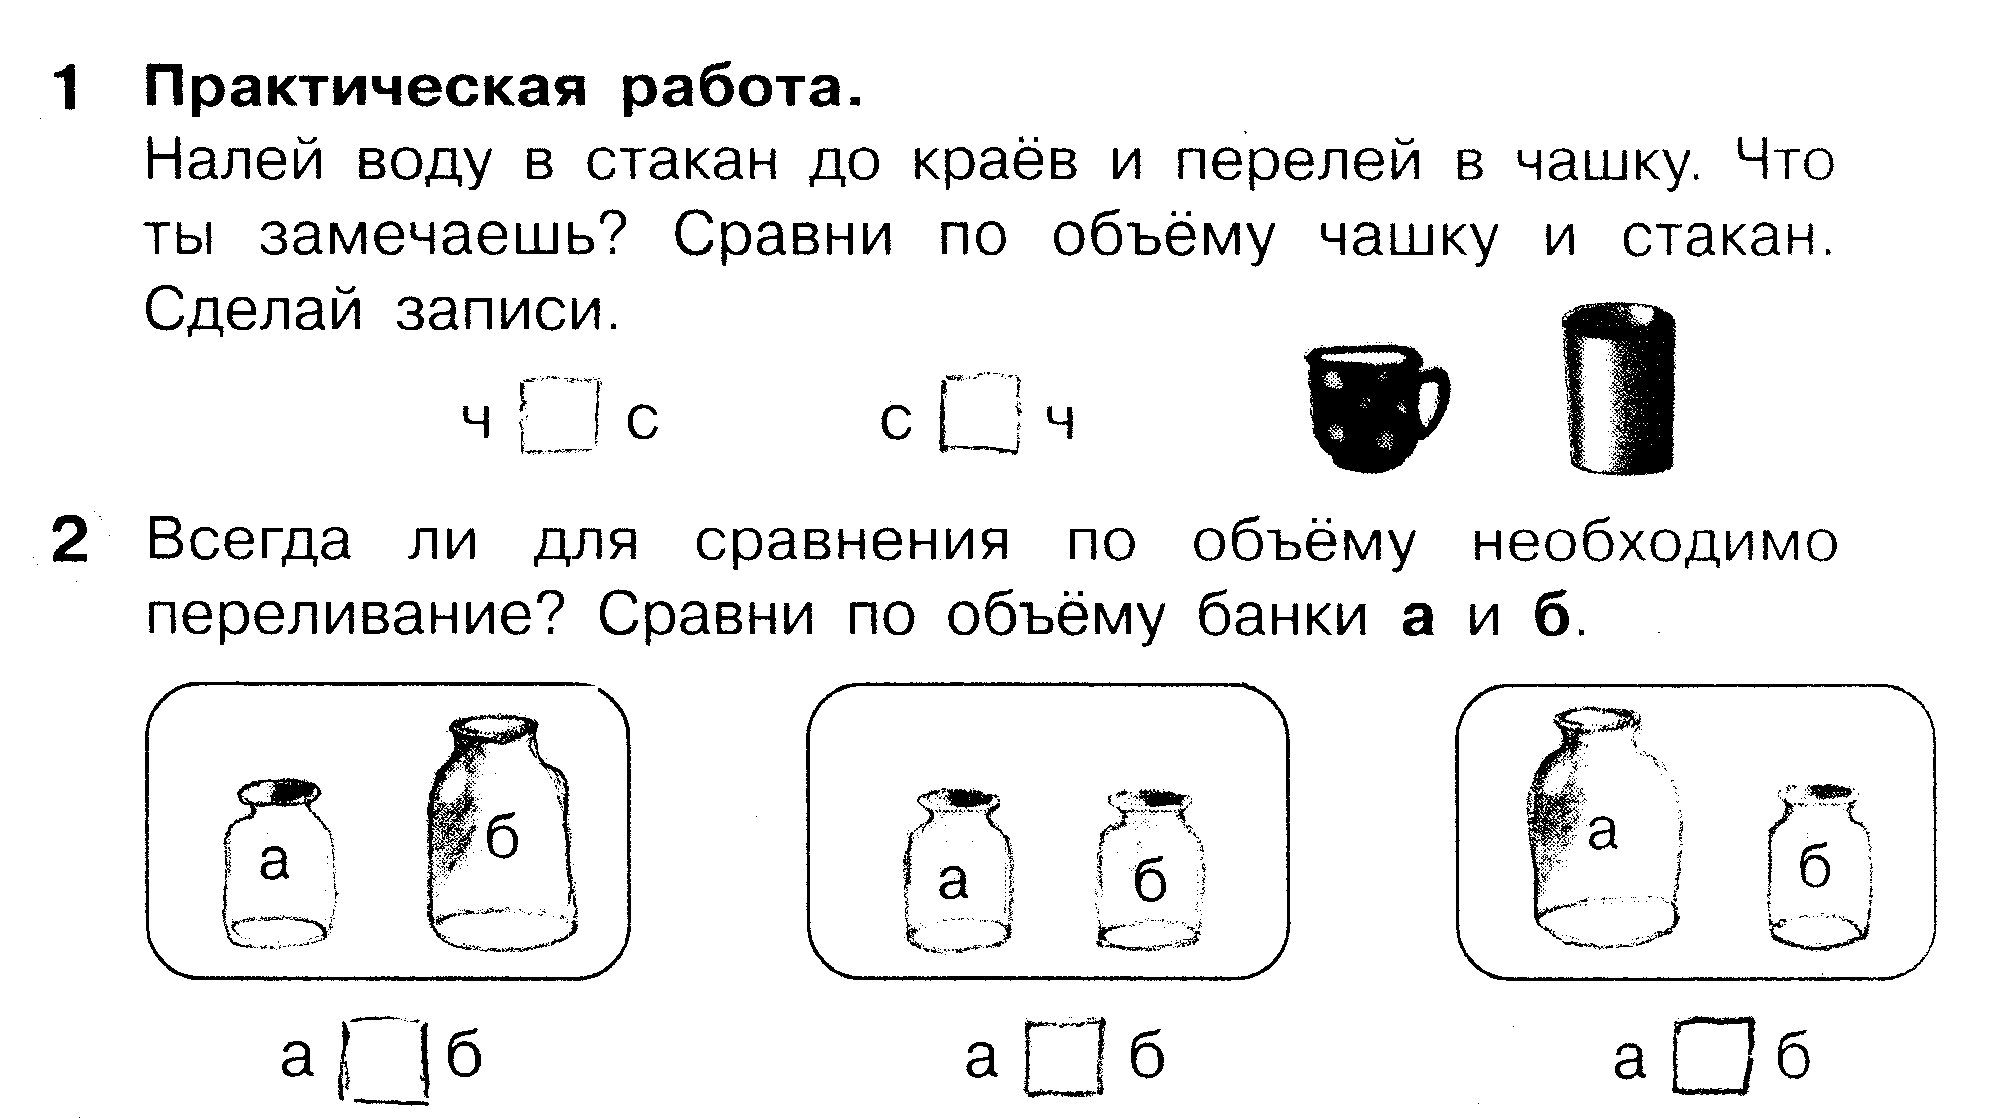 1 Практическая работа.
Налей воду в стакан до краёв и перелей в чашку. Что
ты замечаешь? Сравни по объёму чашку и стакан.
Сделай записи.
ч с с ч
2 Всегда ли для сравнения по объёму необходимо
переливание? Сравни по объёму банки а и б.
а б а б а б
а б а б а б